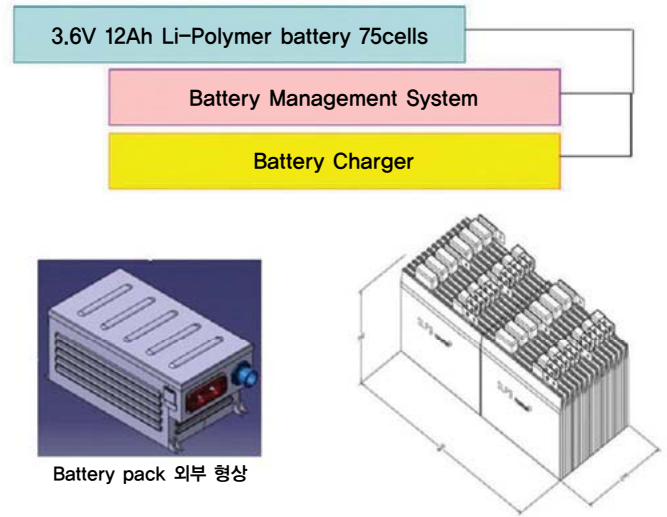 3.6V 12Ah Li-Polymer battery 75cells
Battery Management System
Battery Charger
Battery pack 외부 형상